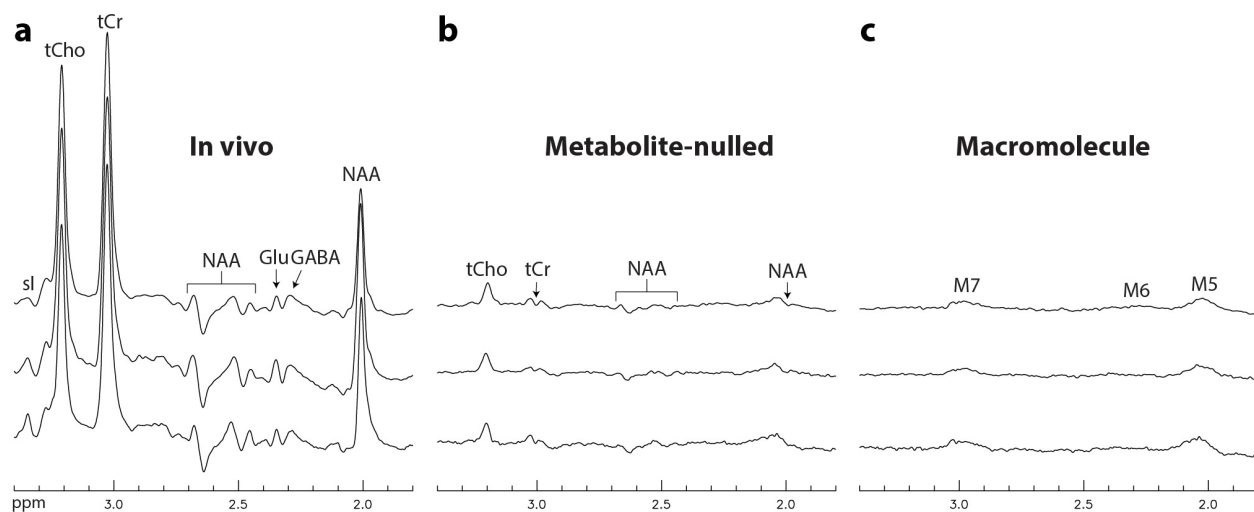 a
b
c
tCr
tCho
In vivo
Metabolite-nulled
Macromolecule
NAA
NAA
Glu GABA
sI
tCho
tCr
NAA
NAA
M7
M6
M5
ppm
3.0
2.5
2.0
3.0
2.5
2.0
3.0
2.5
2.0